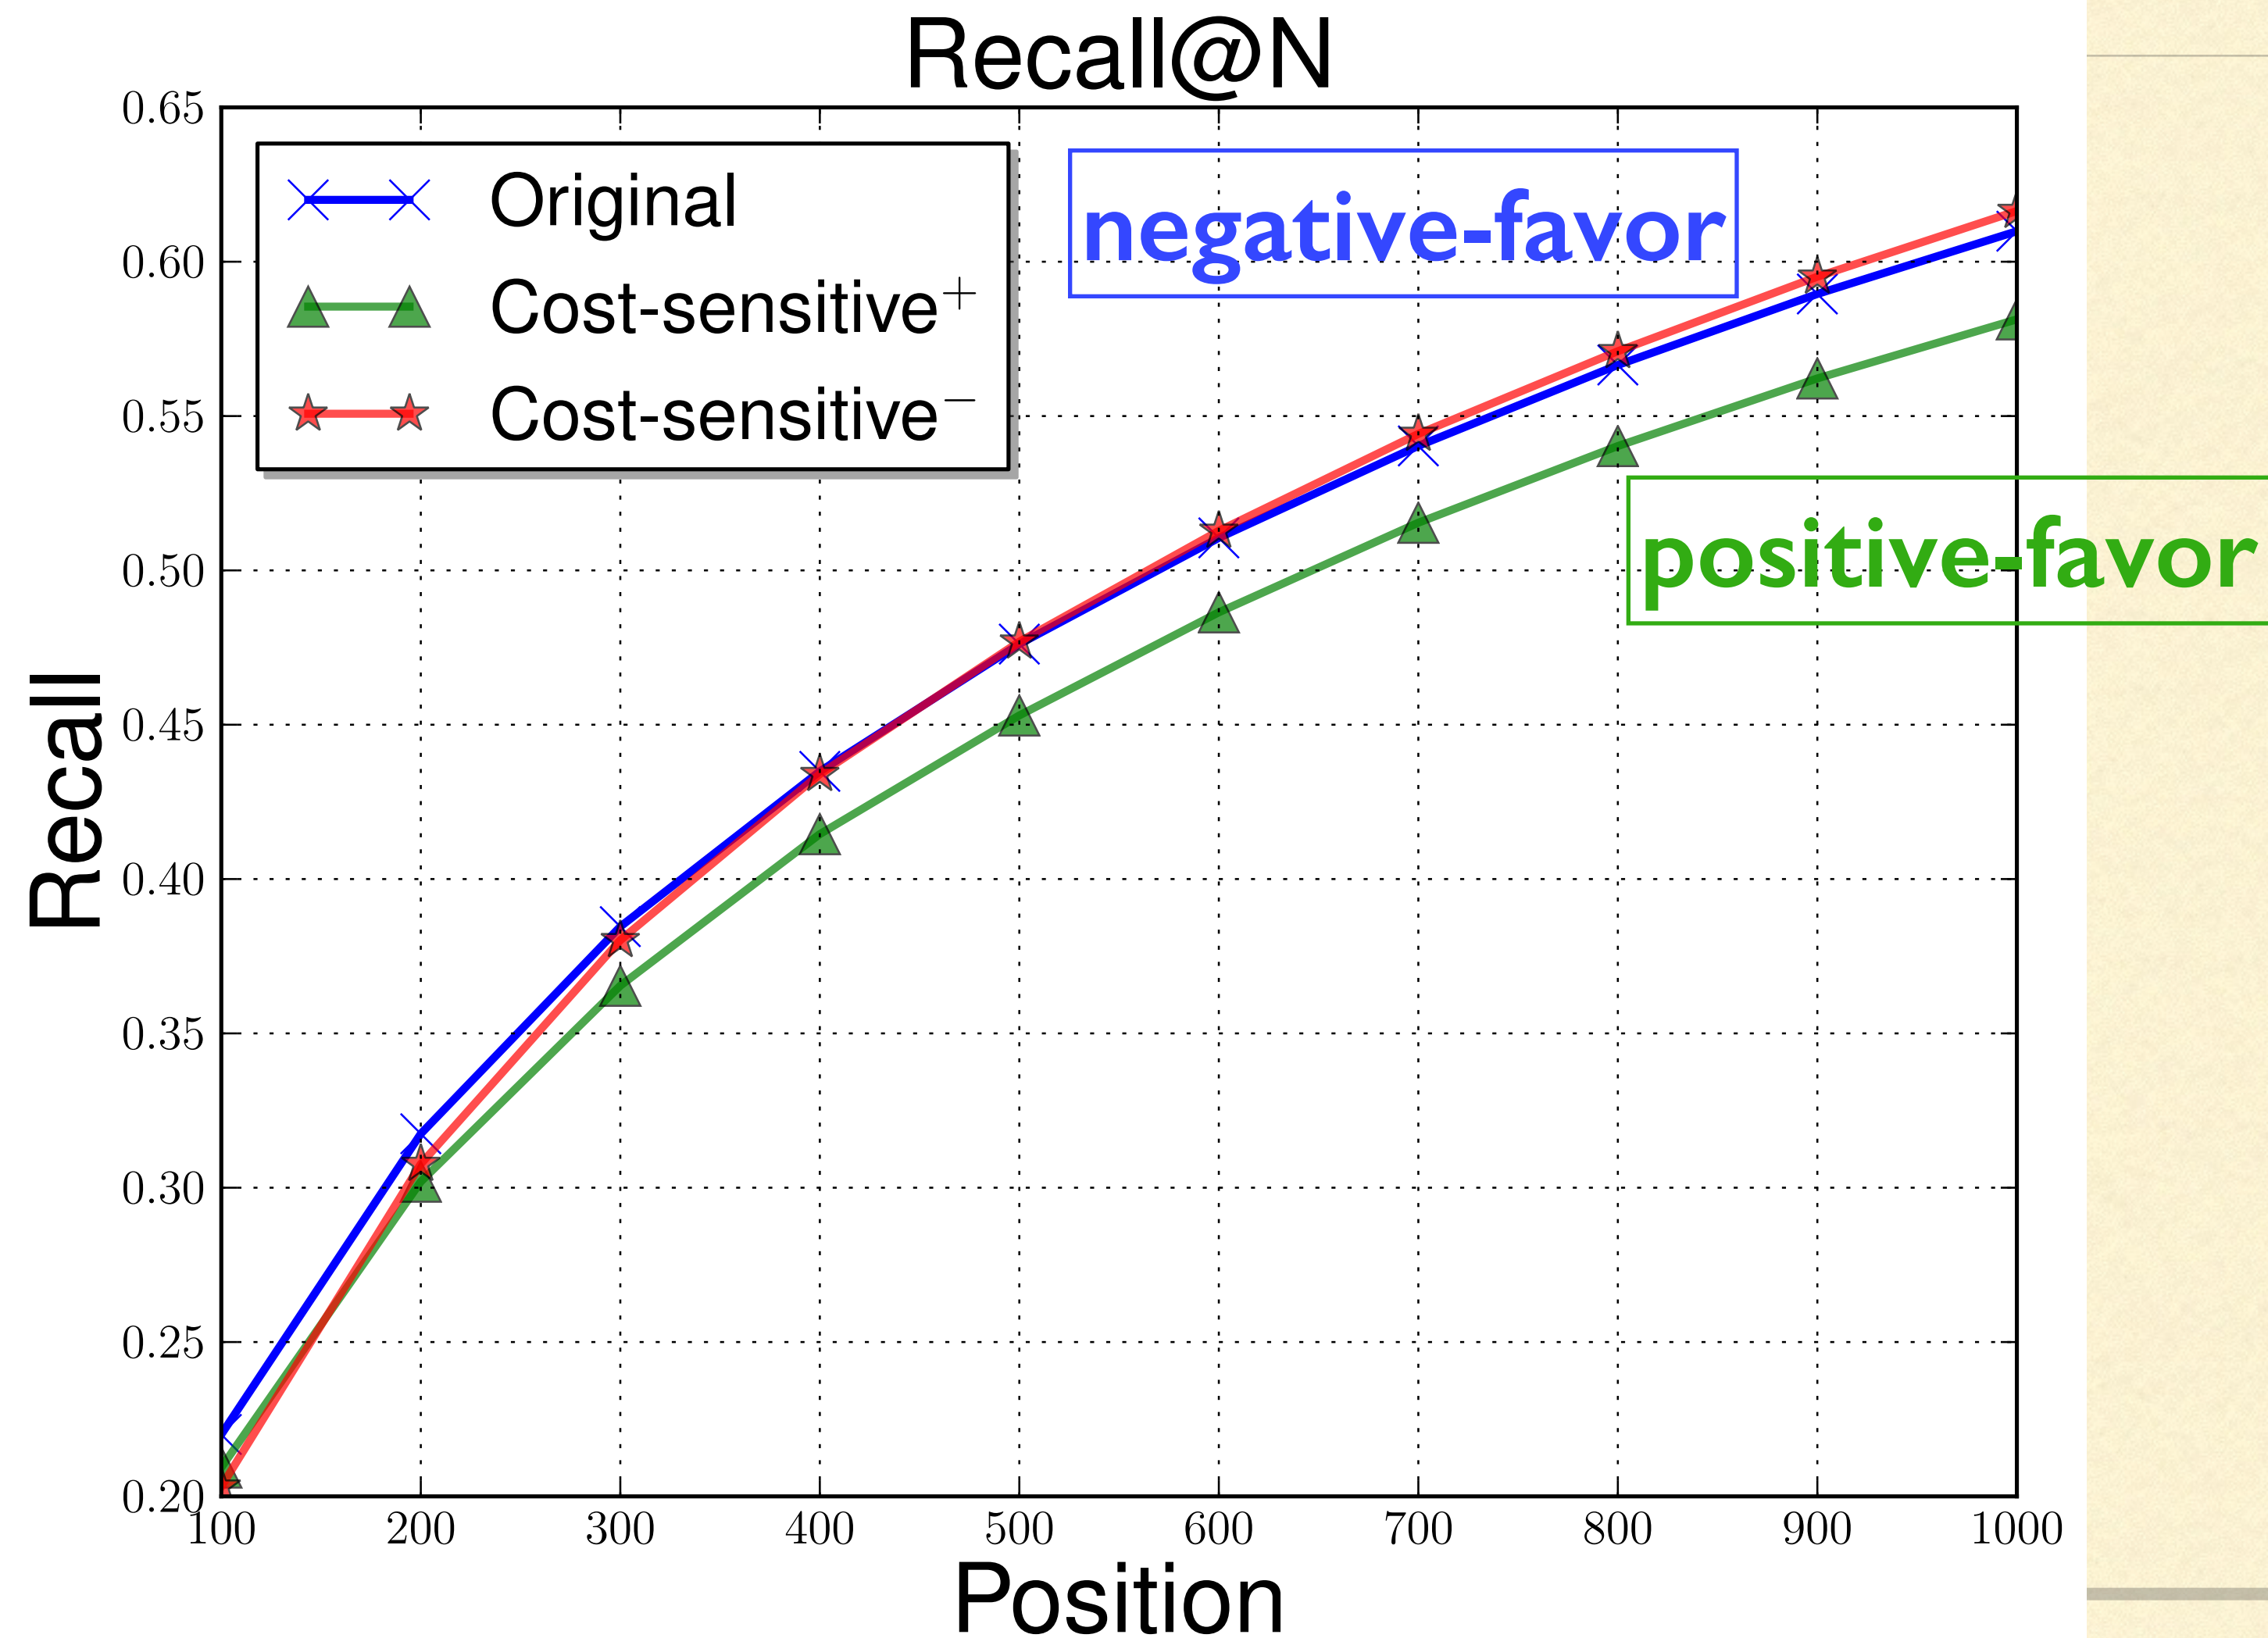 Recall@N
0.65
0.60
0.55
0.50
0.45
0.40
0.35
0.30
0.25
0.20
Recall
Original
Cost-sensitive⁺
Cost-sensitive⁻
negative-favor
positive-favor
100 200 300 400 500 600 700 800 900 1000
Position